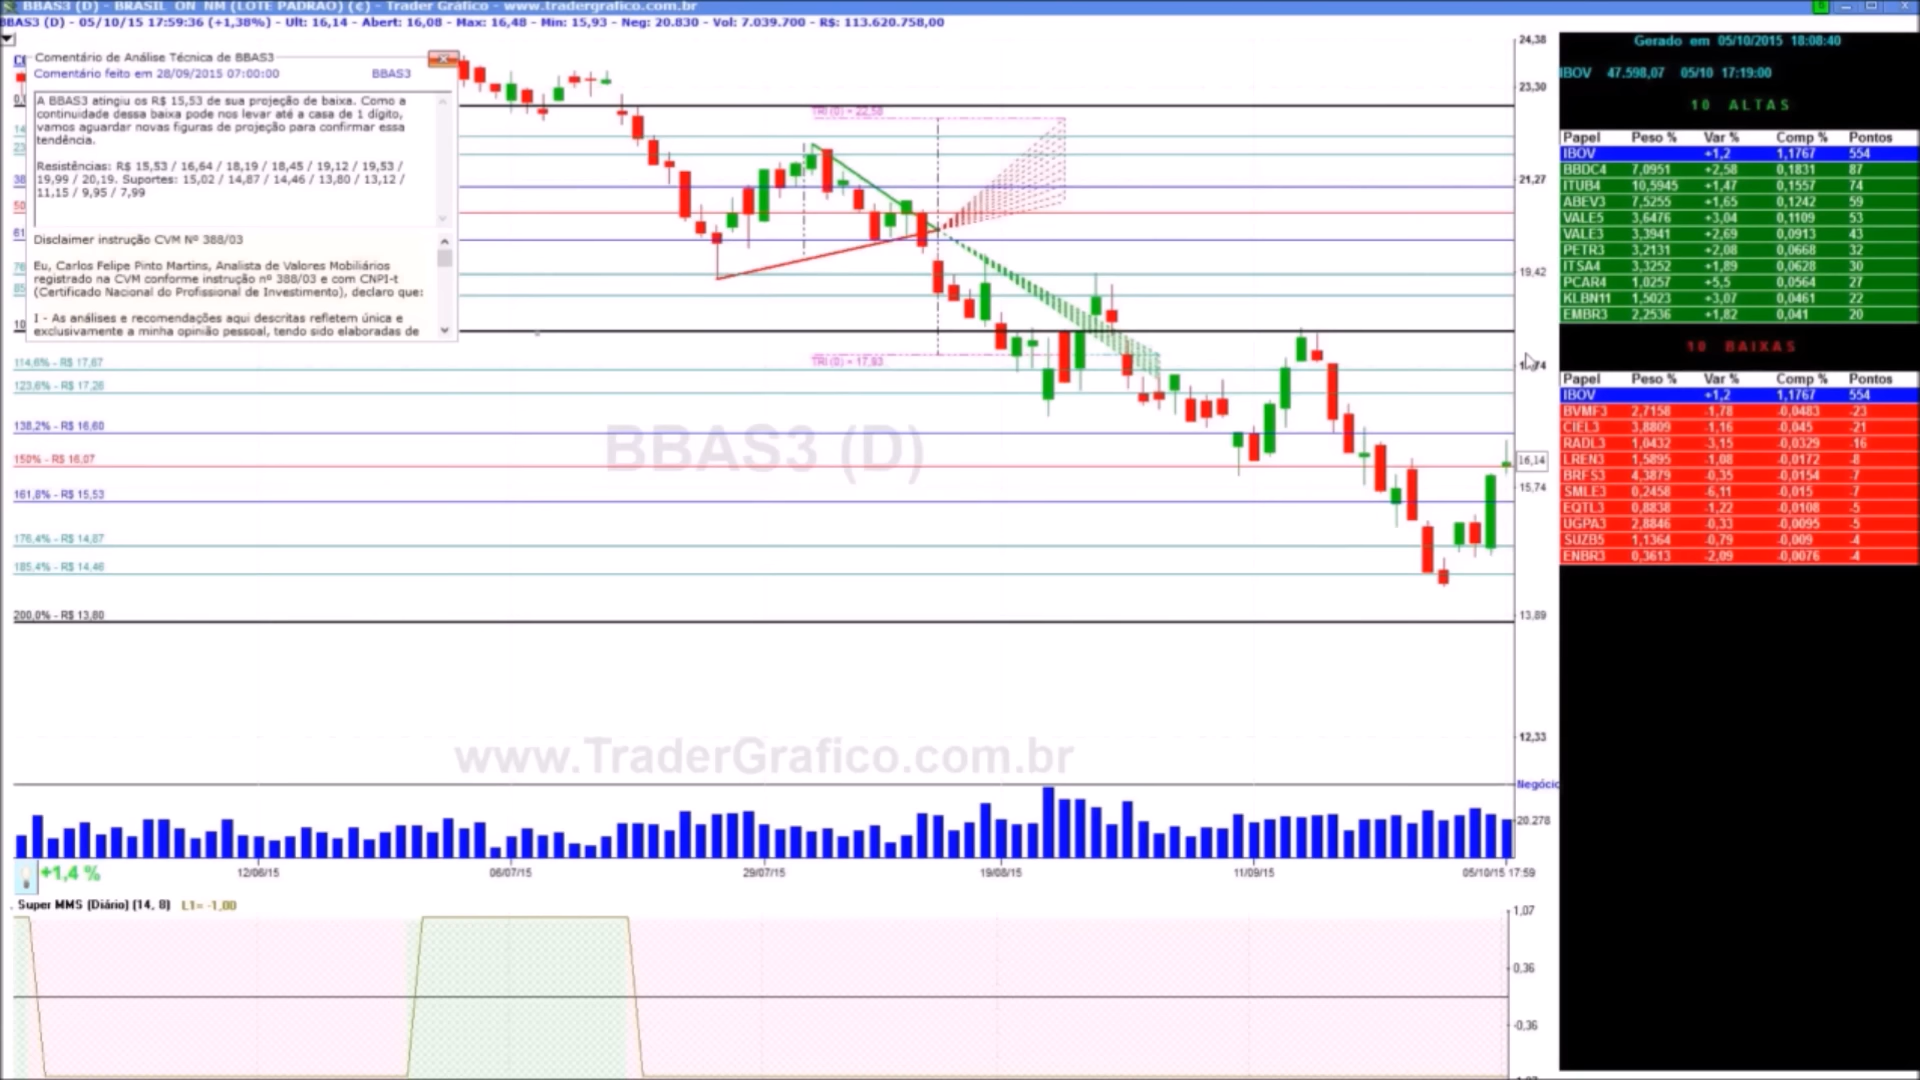 BBAS3 (D) - BRASIL ON NM (LOTE PADRAO) (¢) - Trader Gráfico - www.tradergrafico.com.br
BBAS3 (D) - 05/10/15 17:59:36 (+1,38%) - Ult: 16,14 - Abert: 16,08 - Max: 16,48 - Min: 15,93 - Neg: 20.830 - Vol: 7.039.700 - R$: 113.620.758,00
Comentário de Análise Técnica de BBAS3
Comentário feito em 28/09/2015 07:00:00 BBAS3
A BBAS3 atingiu os R$ 15,53 de sua projeção de baixa. Como a
continuidade dessa baixa pode nos levar até a casa de 1 dígito,
vamos aguardar novas figuras de projeção para confirmar essa
tendência.
Resistências: R$ 15,53 / 16,64 / 18,19 / 18,45 / 19,12 / 19,53 /
19,99 / 20,19. Suportes: 15,02 / 14,87 / 14,46 / 13,80 / 13,12 /
11,15 / 9,95 / 7,99
Disclaimer instrução CVM Nº 388/03
Eu, Carlos Felipe Pinto Martins, Analista de Valores Mobiliários
registrado na CVM conforme instrução nº 388/03 e com CNPI-t
(Certificado Nacional do Profissional de Investimento), declaro que:
I - As análises e recomendações aqui descritas refletem única e
exclusivamente a minha opinião pessoal, tendo sido elaboradas de
TRI (0) = 22,58
TRI (0) = 17,93
114,6% - R$ 17,67
123,6% - R$ 17,26
138,2% - R$ 16,60
150% - R$ 16,07
161,8% - R$ 15,53
176,4% - R$ 14,87
185,4% - R$ 14,46
200,0% - R$ 13,80
BBAS3 (D)
www.TraderGrafico.com.br
24,38
23,30
21,27
19,42
16,14
15,74
13,89
12,33
Negócio
20.278
+1,4 %
12/06/15 06/07/15 29/07/15 19/08/15 11/09/15 05/10/15 17:59
Super MMS (Diário) (14, 8) L1= -1,00
1,07
0,36
-0,36
Gerado em 05/10/2015 18:08:40
IBOV 47.598,07 05/10 17:19:00
10 ALTAS
Papel Peso % Var % Comp % Pontos
IBOV +1,2 1,1767 554
BBDC4 7,0951 +2,58 0,1831 87
ITUB4 10,5945 +1,47 0,1557 74
ABEV3 7,5255 +1,65 0,1242 59
VALE5 3,6476 +3,04 0,1109 53
VALE3 3,3941 +2,69 0,0913 43
PETR3 3,2131 +2,08 0,0668 32
ITSA4 3,3252 +1,89 0,0628 30
PCAR4 1,0257 +5,5 0,0564 27
KLBN11 1,5023 +3,07 0,0461 22
EMBR3 2,2536 +1,82 0,041 20
10 BAIXAS
Papel Peso % Var % Comp % Pontos
IBOV +1,2 1,1767 554
BVMF3 2,7158 -1,78 -0,0483 -23
CIEL3 3,8809 -1,16 -0,045 -21
RADL3 1,0432 -3,15 -0,0329 -16
LREN3 1,5895 -1,08 -0,0172 -8
BRFS3 4,3879 -0,35 -0,0154 -7
SMLE3 0,2458 -6,11 -0,015 -7
EQTL3 0,8838 -1,22 -0,0108 -5
UGPA3 2,8846 -0,33 -0,0095 -5
SUZB5 1,1364 -0,79 -0,009 -4
ENBR3 0,3613 -2,09 -0,0076 -4